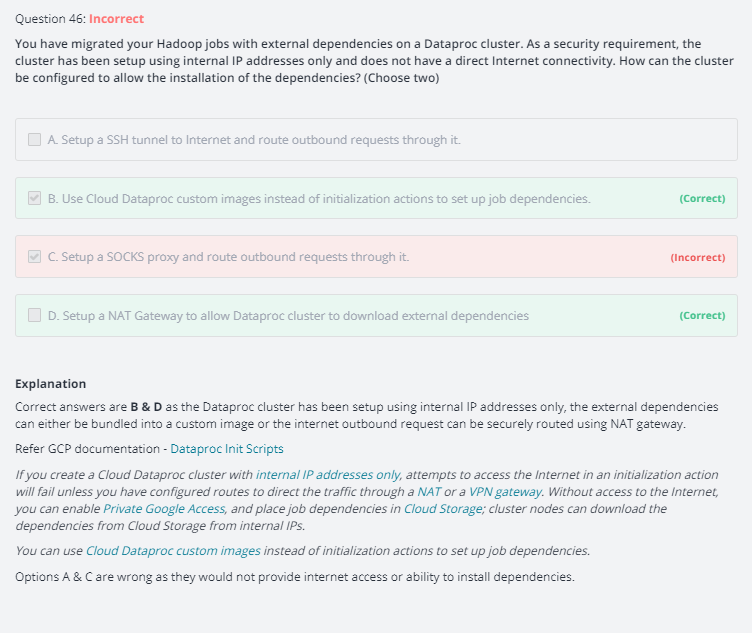 Question 46: Incorrect
You have migrated your Hadoop jobs with external dependencies on a Dataproc cluster. As a security requirement, the
cluster has been setup using internal IP addresses only and does not have a direct Internet connectivity. How can the cluster
be configured to allow the installation of the dependencies? (Choose two)
A. Setup a SSH tunnel to Internet and route outbound requests through it.
B. Use Cloud Dataproc custom images instead of initialization actions to set up job dependencies. (Correct)
C. Setup a SOCKS proxy and route outbound requests through it. (Incorrect)
D. Setup a NAT Gateway to allow Dataproc cluster to download external dependencies (Correct)
Explanation
Correct answers are B & D as the Dataproc cluster has been setup using internal IP addresses only, the external dependencies
can either be bundled into a custom image or the internet outbound request can be securely routed using NAT gateway.
Refer GCP documentation - Dataproc Init Scripts
If you create a Cloud Dataproc cluster with internal IP addresses only, attempts to access the Internet in an initialization action
will fail unless you have configured routes to direct the traffic through a NAT or a VPN gateway. Without access to the Internet,
you can enable Private Google Access, and place job dependencies in Cloud Storage; cluster nodes can download the
dependencies from Cloud Storage from internal IPs.
You can use Cloud Dataproc custom images instead of initialization actions to set up job dependencies.
Options A & C are wrong as they would not provide internet access or ability to install dependencies.